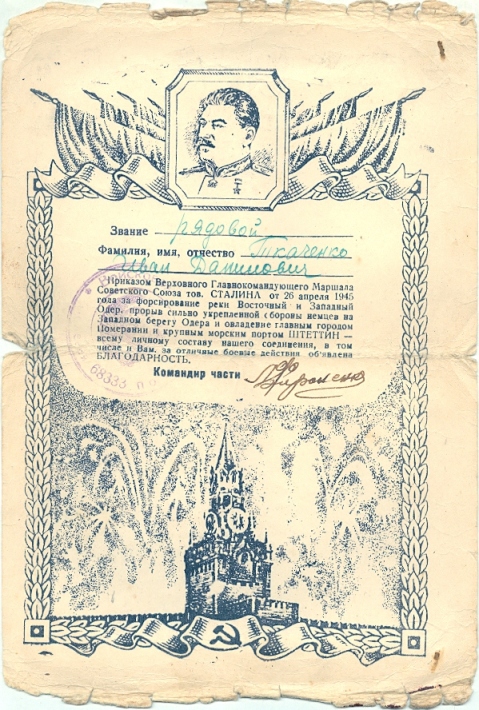 Звание рядовой
Фамилия, имя, отчество Ткаченко
Иван Данилович
Приказом Верховного Главнокомандующего Маршала
Советского Союза тов. СТАЛИНА от 26 апреля 1945
года за форсирование реки Восточный и Западный
Одер, прорыв сильно укрепленной обороны немцев на
Западном берегу Одера и овладение главным городом
Померании и крупным морским портом ШТЕТТИН —
всему личному составу нашего соединения, в том
числе и Вам, за отличные боевые действия объявлена
БЛАГОДАРНОСТЬ.
Командир части
68333